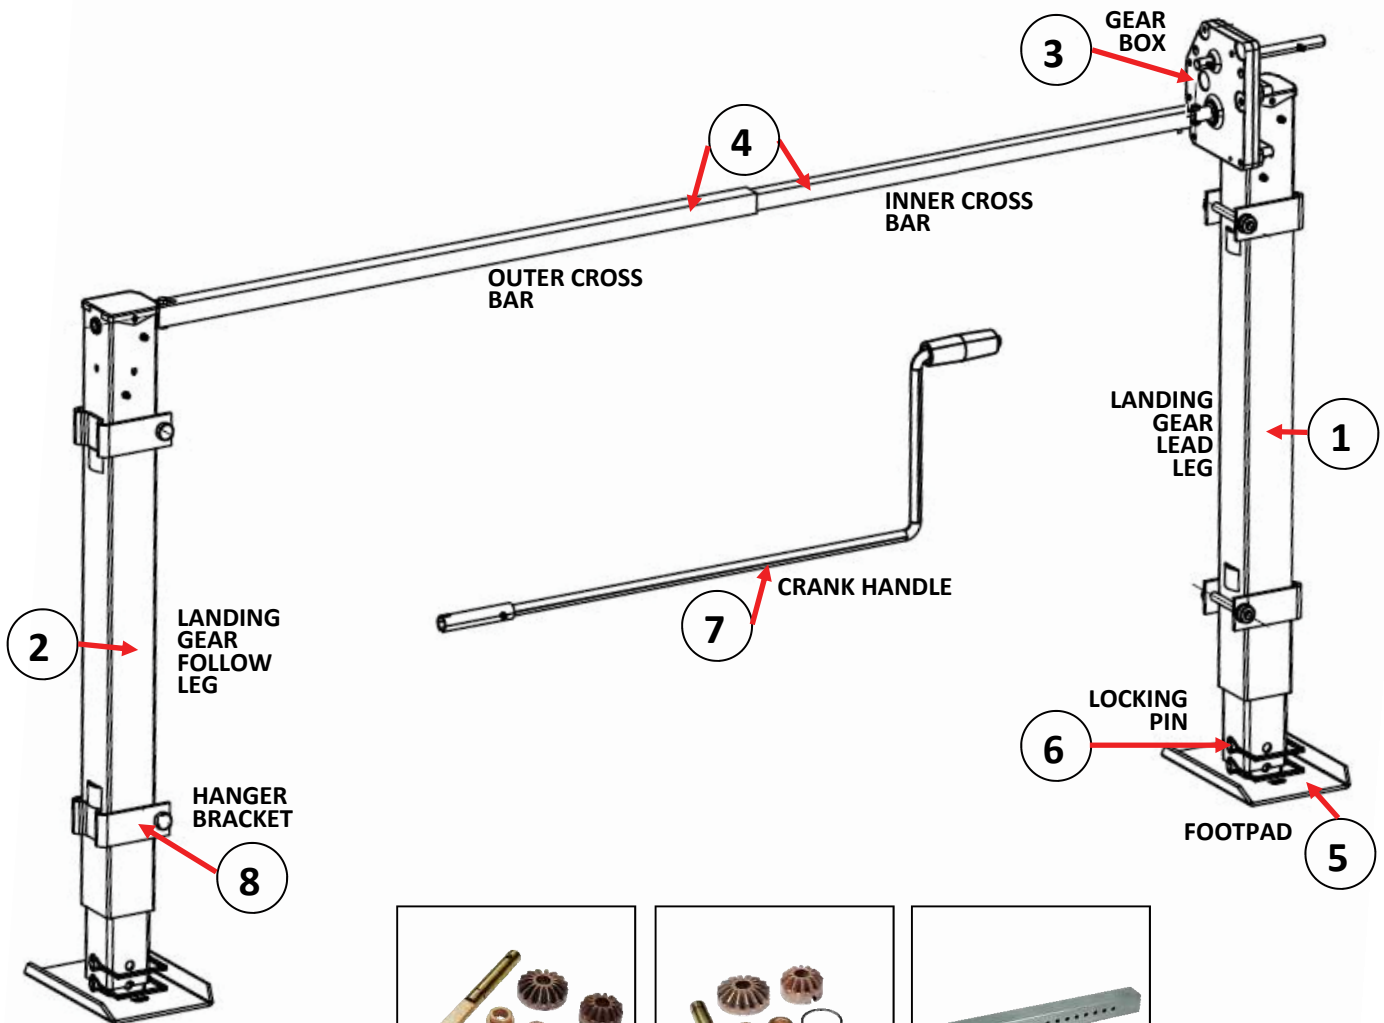 GEAR
BOX
3
4
INNER CROSS
BAR
OUTER CROSS
BAR
LANDING
GEAR
LEAD
LEG
1
CRANK HANDLE
7
2
LANDING
GEAR
FOLLOW
LEG
LOCKING
PIN
6
HANGER
BRACKET
8
FOOTPAD
5